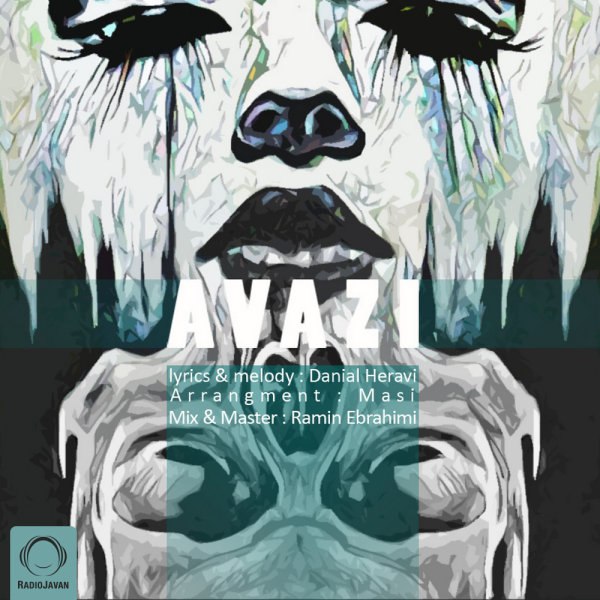 AVAZI
lyrics & melody : Danial Heravi
Arrangment : Masi
Mix & Master : Ramin Ebrahimi
RADIOJAVAN